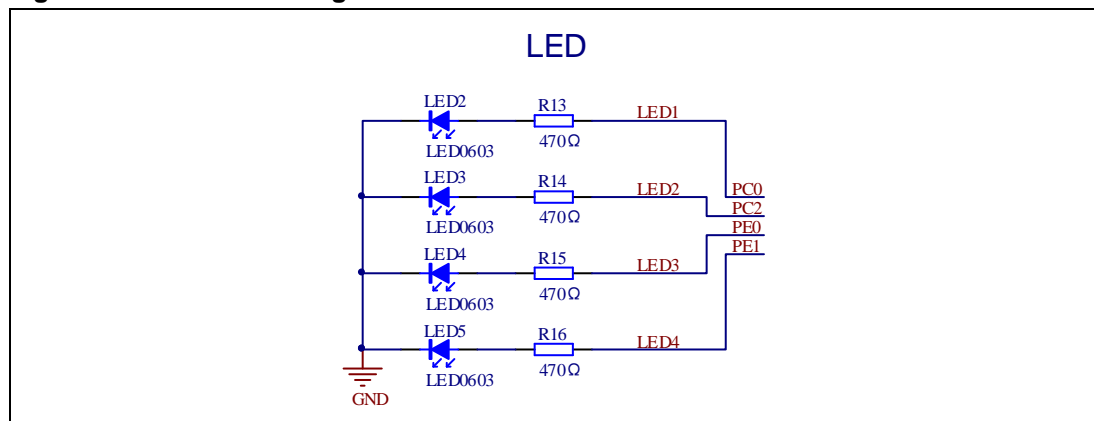 LED
LED2
R13
LED1
LED0603
470Ω
LED3
R14
LED2
PC0
LED0603
470Ω
PC2
PE0
LED4
R15
LED3
PE1
LED0603
470Ω
LED5
R16
LED4
LED0603
470Ω
GND